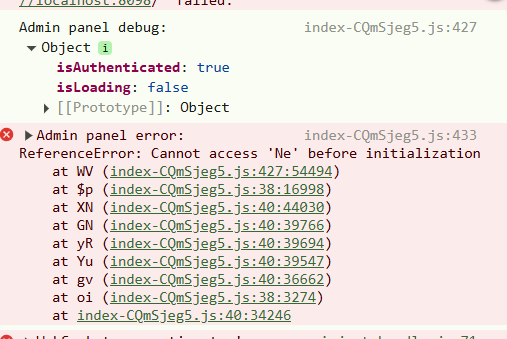 //localhost:8098/' failed.
Admin panel debug: index-CQmSjeg5.js:427
Object i
isAuthenticated: true
isLoading: false
[[Prototype]]: Object
Admin panel error: index-CQmSjeg5.js:433
ReferenceError: Cannot access 'Ne' before initialization
at WV (index-CQmSjeg5.js:427:54494)
at $p (index-CQmSjeg5.js:38:16998)
at XN (index-CQmSjeg5.js:40:44030)
at GN (index-CQmSjeg5.js:40:39766)
at yR (index-CQmSjeg5.js:40:39694)
at Yu (index-CQmSjeg5.js:40:39547)
at gv (index-CQmSjeg5.js:40:36662)
at oi (index-CQmSjeg5.js:38:3274)
at index-CQmSjeg5.js:40:34246